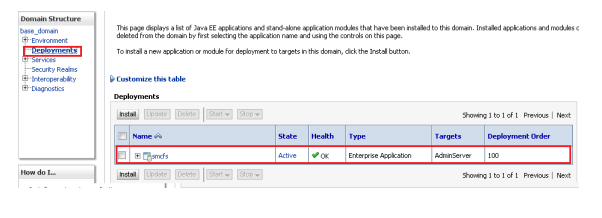 Domain Structure
base_domain
Environment
Deployments
Services
Security Realms
Interoperability
Diagnostics
How do I...
This page displays a list of Java EE applications and stand-alone application modules that have been installed to this domain. Installed applications and modules c
deleted from the domain by first selecting the application name and using the controls on this page.
To install a new application or module for deployment to targets in this domain, click the Install button.
Customize this table
Deployments
Install Update Delete Start Stop Showing 1 to 1 of 1 Previous | Next
Name State Health Type Targets Deployment Order
smcfs Active OK Enterprise Application AdminServer 100
Install Update Delete Start Stop Showing 1 to 1 of 1 Previous | Next